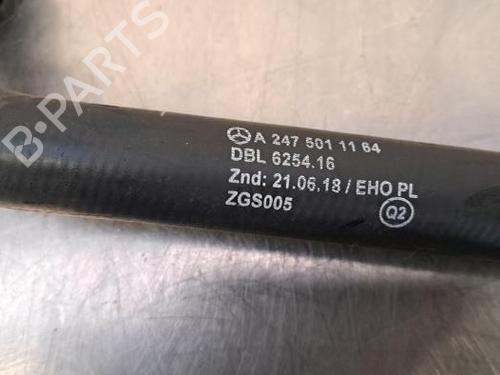 A 247 501 11 64
DBL 6254.16
Znd: 21.06.18 / EHO PL
ZGS005
Q2
B-PARTS